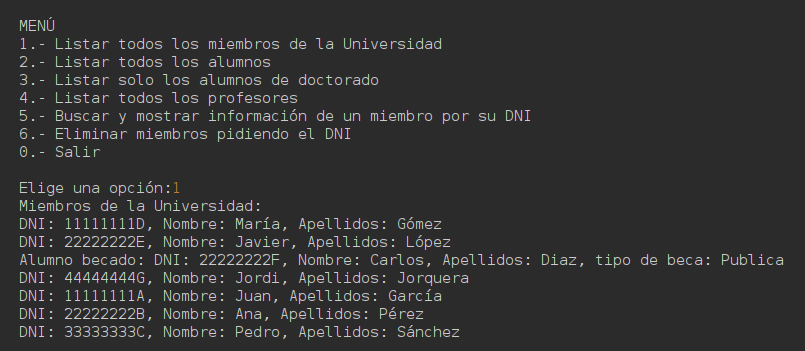 MENÚ
1.- Listar todos los miembros de la Universidad
2.- Listar todos los alumnos
3.- Listar solo los alumnos de doctorado
4.- Listar todos los profesores
5.- Buscar y mostrar información de un miembro por su DNI
6.- Eliminar miembros pidiendo el DNI
0.- Salir
Elige una opción:1
Miembros de la Universidad:
DNI: 11111111D, Nombre: María, Apellidos: Gómez
DNI: 22222222E, Nombre: Javier, Apellidos: López
Alumno becado: DNI: 22222222F, Nombre: Carlos, Apellidos: Diaz, tipo de beca: Publica
DNI: 44444444G, Nombre: Jordi, Apellidos: Jorquera
DNI: 11111111A, Nombre: Juan, Apellidos: García
DNI: 22222222B, Nombre: Ana, Apellidos: Pérez
DNI: 33333333C, Nombre: Pedro, Apellidos: Sánchez